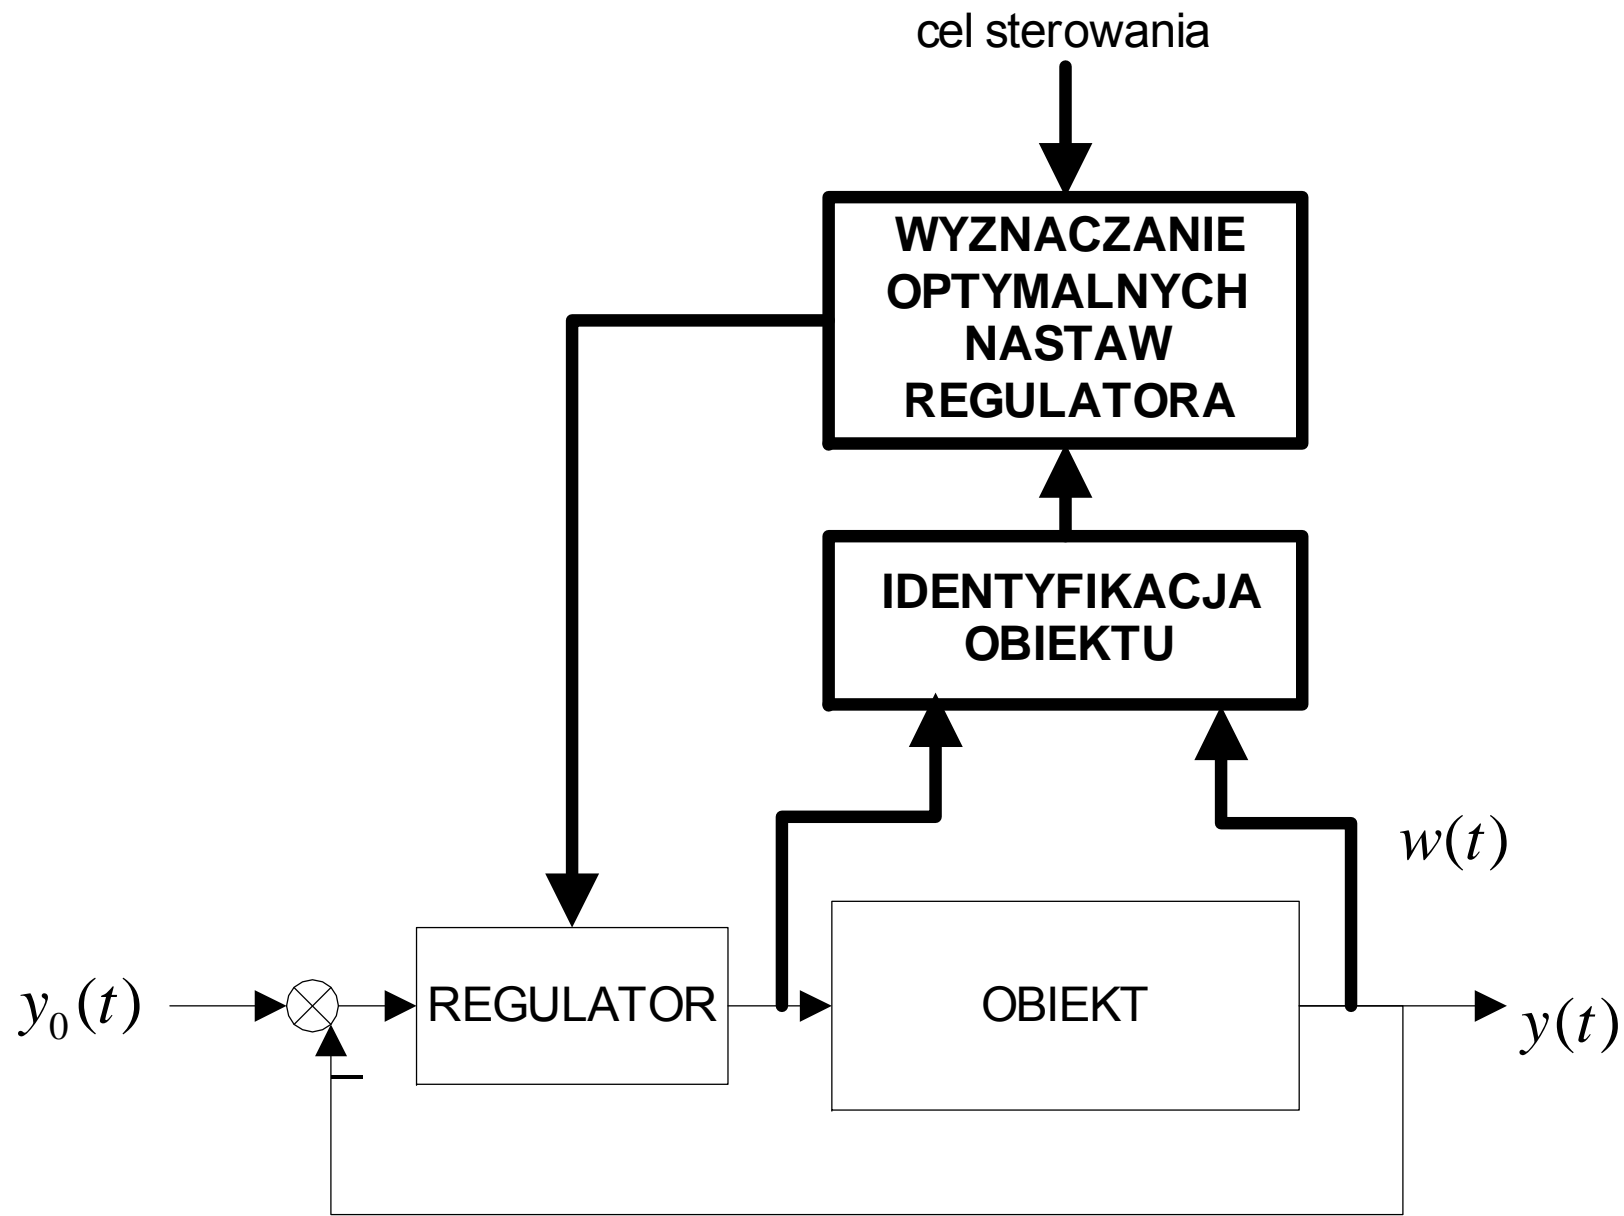 cel sterowania
WYZNACZANIE
OPTYMALNYCH
NASTAW
REGULATORA
IDENTYFIKACJA
OBIEKTU
w(t)
y₀(t)
REGULATOR
OBIEKT
y(t)